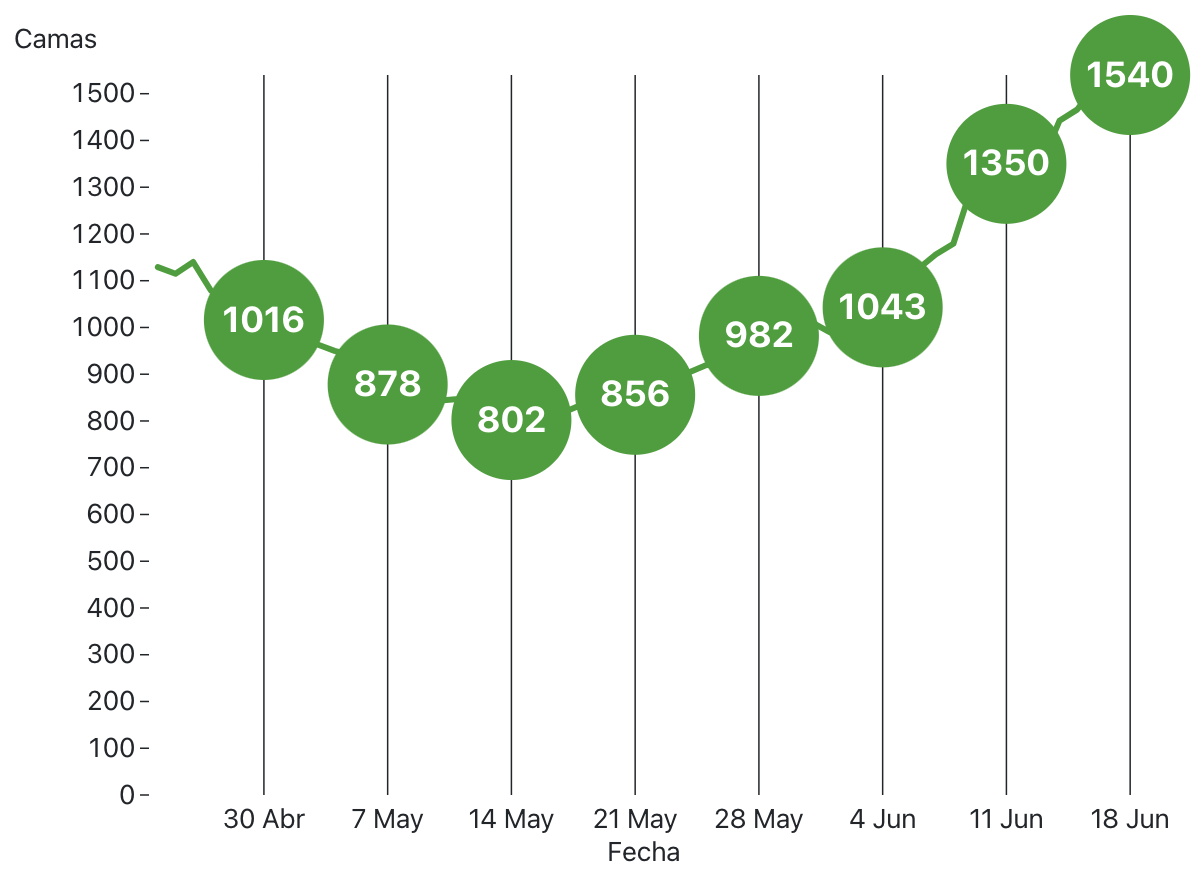 Camas
1500
1400
1300
1200
1100
1000
900
800
700
600
500
400
300
200
100
0
1016
878
802
856
982
1043
1350
1540
30 Abr
7 May
14 May
21 May
28 May
4 Jun
11 Jun
18 Jun
Fecha